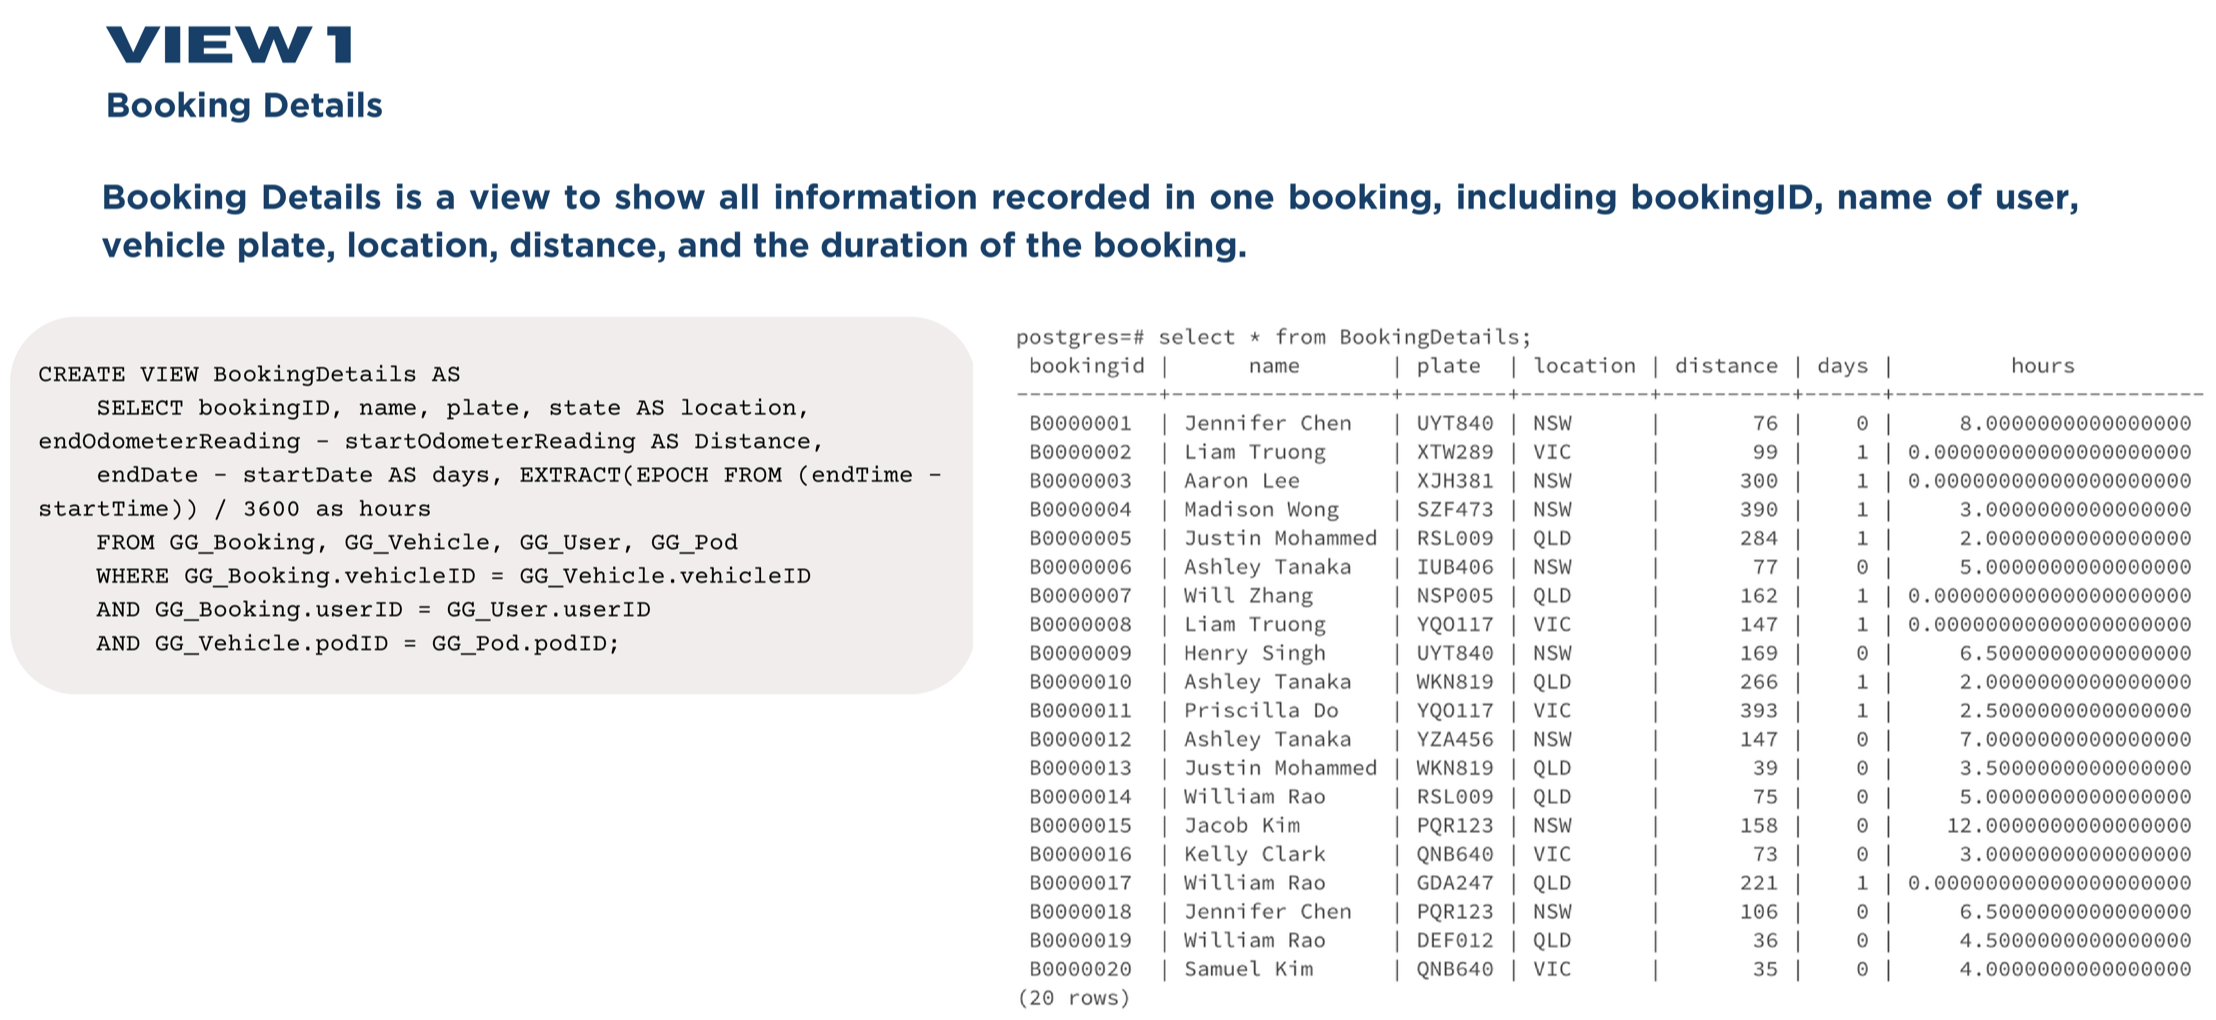 VIEW 1
Booking Details
Booking Details is a view to show all information recorded in one booking, including bookingID, name of user,
vehicle plate, location, distance, and the duration of the booking.
CREATE VIEW BookingDetails AS
    SELECT bookingID, name, plate, state AS location,
endOdometerReading - startOdometerReading AS Distance,
    endDate - startDate AS days, EXTRACT(EPOCH FROM (endTime -
startTime)) / 3600 as hours
    FROM GG_Booking, GG_Vehicle, GG_User, GG_Pod
    WHERE GG_Booking.vehicleID = GG_Vehicle.vehicleID
    AND GG_Booking.userID = GG_User.userID
    AND GG_Vehicle.podID = GG_Pod.podID;
postgres=# select * from BookingDetails;
 bookingid |      name       | plate  | location | distance | days |         hours
-----------+-----------------+--------+----------+----------+------+------------------------
 B0000001  | Jennifer Chen   | UYT840 | NSW      |       76 |    0 |     8.0000000000000000
 B0000002  | Liam Truong     | XTW289 | VIC      |       99 |    1 | 0.00000000000000000000
 B0000003  | Aaron Lee       | XJH381 | NSW      |      300 |    1 | 0.00000000000000000000
 B0000004  | Madison Wong    | SZF473 | NSW      |      390 |    1 |     3.0000000000000000
 B0000005  | Justin Mohammed | RSL009 | QLD      |      284 |    1 |     2.0000000000000000
 B0000006  | Ashley Tanaka   | IUB406 | NSW      |       77 |    0 |     5.0000000000000000
 B0000007  | Will Zhang      | NSP005 | QLD      |      162 |    1 | 0.00000000000000000000
 B0000008  | Liam Truong     | YQO117 | VIC      |      147 |    1 | 0.00000000000000000000
 B0000009  | Henry Singh     | UYT840 | NSW      |      169 |    0 |     6.5000000000000000
 B0000010  | Ashley Tanaka   | WKN819 | QLD      |      266 |    1 |     2.0000000000000000
 B0000011  | Priscilla Do    | YQO117 | VIC      |      393 |    1 |     2.5000000000000000
 B0000012  | Ashley Tanaka   | YZA456 | NSW      |      147 |    0 |     7.0000000000000000
 B0000013  | Justin Mohammed | WKN819 | QLD      |       39 |    0 |     3.5000000000000000
 B0000014  | William Rao     | RSL009 | QLD      |       75 |    0 |     5.0000000000000000
 B0000015  | Jacob Kim       | PQR123 | NSW      |      158 |    0 |    12.0000000000000000
 B0000016  | Kelly Clark     | QNB640 | VIC      |       73 |    0 |     3.0000000000000000
 B0000017  | William Rao     | GDA247 | QLD      |      221 |    1 | 0.00000000000000000000
 B0000018  | Jennifer Chen   | PQR123 | NSW      |      106 |    0 |     6.5000000000000000
 B0000019  | William Rao     | DEF012 | QLD      |       36 |    0 |     4.5000000000000000
 B0000020  | Samuel Kim      | QNB640 | VIC      |       35 |    0 |     4.0000000000000000
(20 rows)